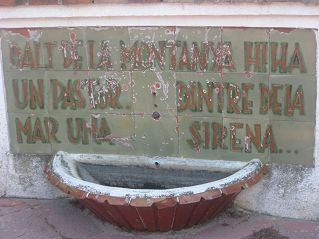 DALT DE LA MONTANYA HI HA
UN PASTOR. DINTRE DE LA
MAR UNA SIRENA...